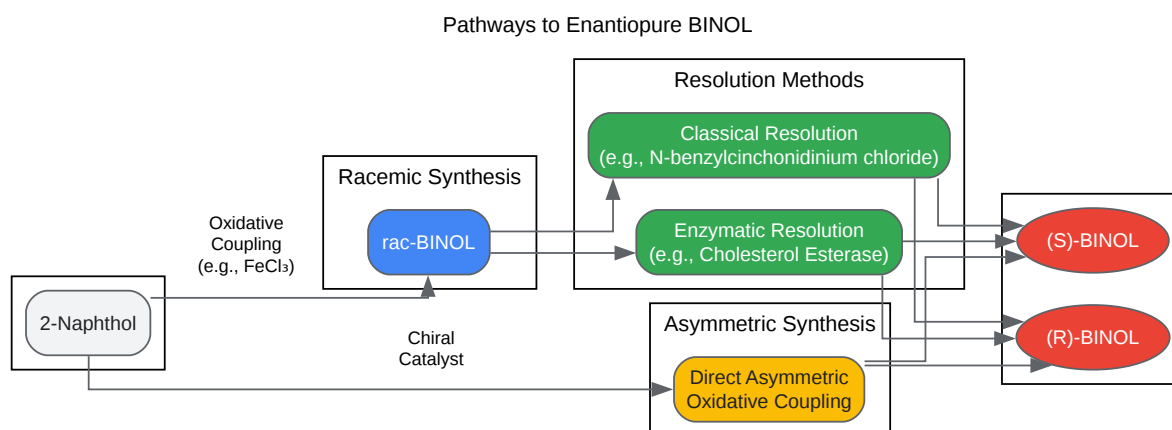 Pathways to Enantiopure BINOL
Resolution Methods
Classical Resolution
(e.g., N-benzylcinchonidinium chloride)
Racemic Synthesis
Oxidative
Coupling
(e.g., FeCl₃)
rac-BINOL
Enzymatic Resolution
(e.g., Cholesterol Esterase)
(S)-BINOL
2-Naphthol
Chiral
Catalyst
Asymmetric Synthesis
(R)-BINOL
Direct Asymmetric
Oxidative Coupling